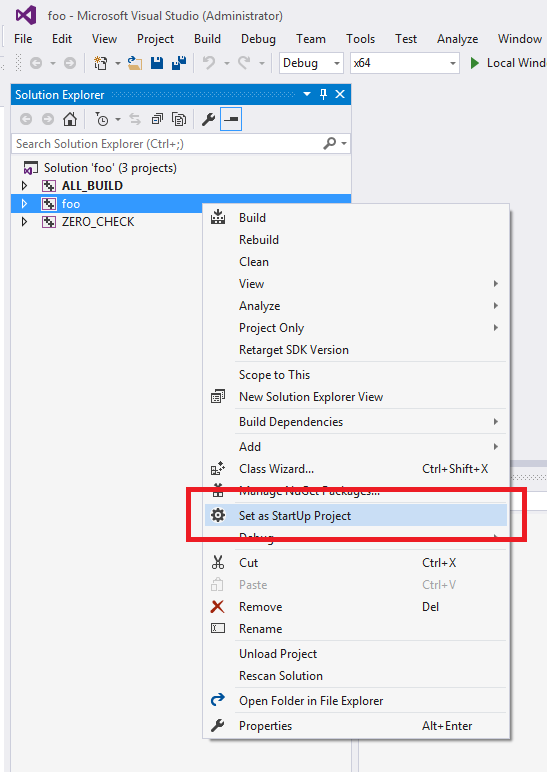 foo - Microsoft Visual Studio (Administrator)
File Edit View Project Build Debug Team Tools Test Analyze Window
Debug x64 Local Wind
Solution Explorer
Search Solution Explorer (Ctrl+;)
Solution 'foo' (3 projects)
ALL_BUILD
foo
ZERO_CHECK
Build
Rebuild
Clean
View
Analyze
Project Only
Retarget SDK Version
Scope to This
New Solution Explorer View
Build Dependencies
Add
Class Wizard... Ctrl+Shift+X
Manage NuGet Packages...
Set as StartUp Project
Debug
Cut Ctrl+X
Paste Ctrl+V
Remove Del
Rename
Unload Project
Rescan Solution
Open Folder in File Explorer
Properties Alt+Enter